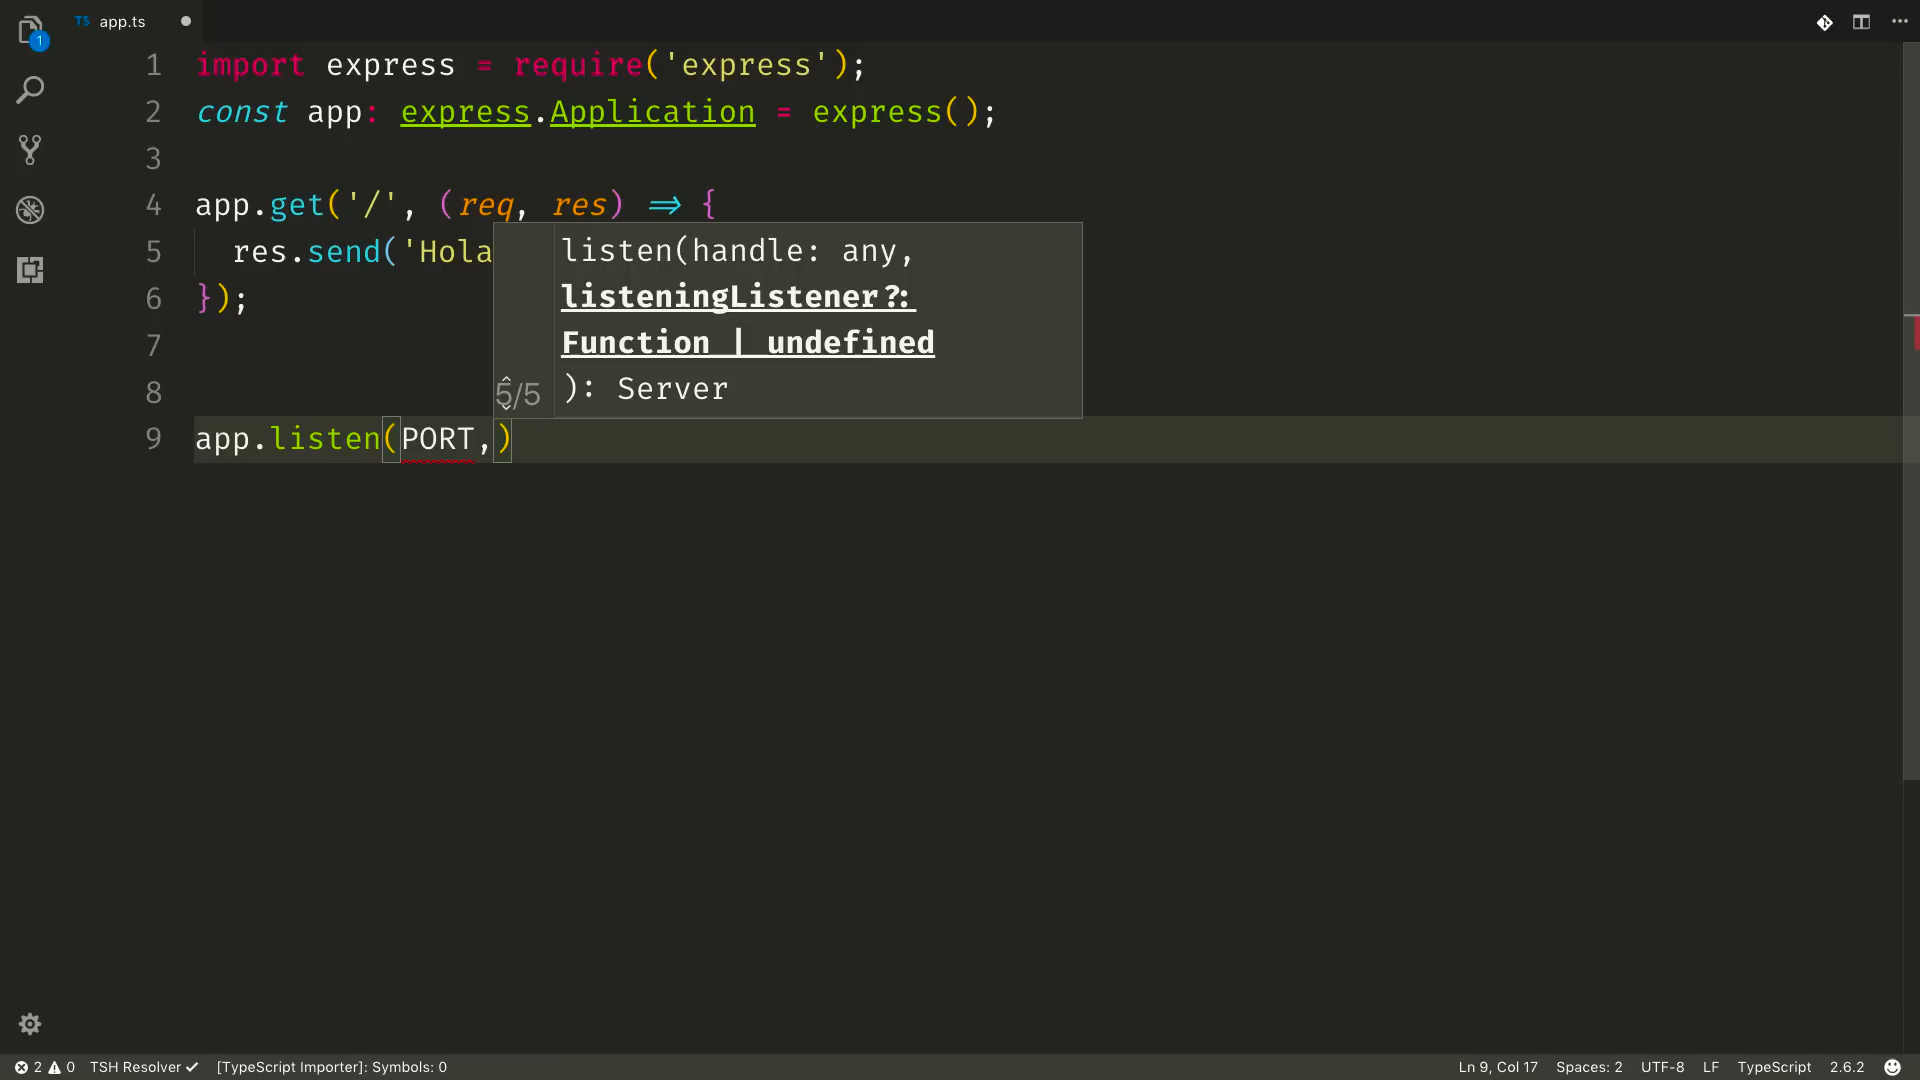 TS app.ts
1
1 import express = require('express');
2 const app: express.Application = express();
3
4 app.get('/', (req, res) => {
5 res.send('Hola
6 });
7
8
9 app.listen(PORT,)
listen(handle: any,
listeningListener?:
Function | undefined
): Server
5/5
2 0 TSH Resolver ✓ [TypeScript Importer]: Symbols: 0 Ln 9, Col 17 Spaces: 2 UTF-8 LF TypeScript 2.6.2